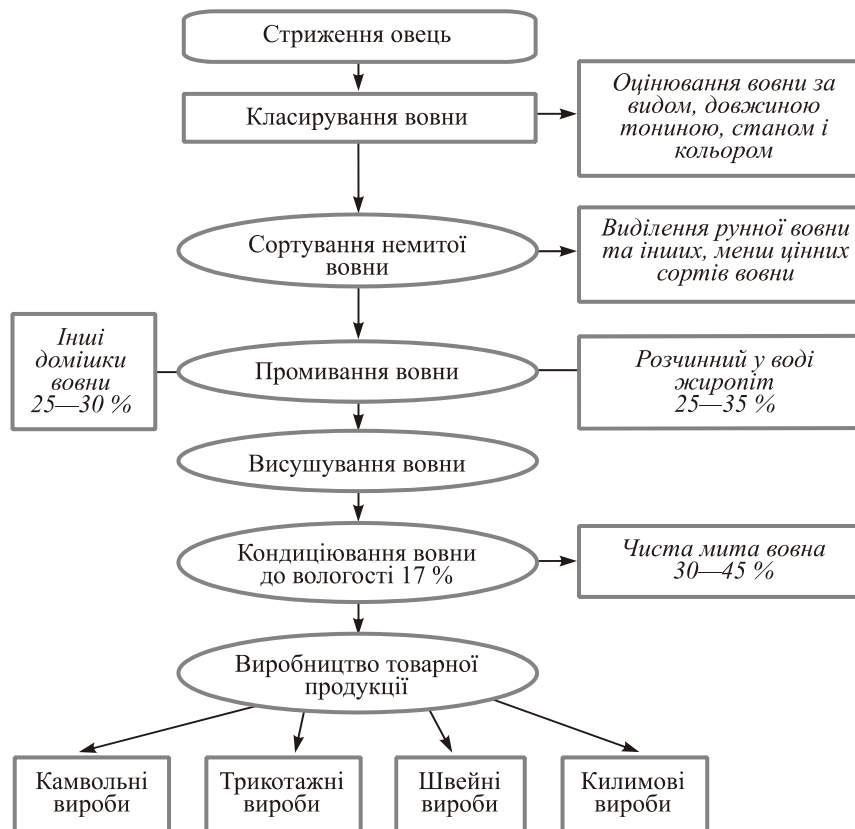 Стриження овець
Класирування вовни
Оцінювання вовни за
видом, довжиною
тониною, станом і
кольором
Сортування немитої
вовни
Виділення рунної вовни
та інших, менш цінних
сортів вовни
Інші
домішки
вовни
25—30 %
Промивання вовни
Розчинний у воді
жиропіт
25—35 %
Висушування вовни
Кондиціювання вовни
до вологості 17 %
Чиста мита вовна
30—45 %
Виробництво товарної
продукції
Камвольні
вироби
Трикотажні
вироби
Швейні
вироби
Килимові
вироби